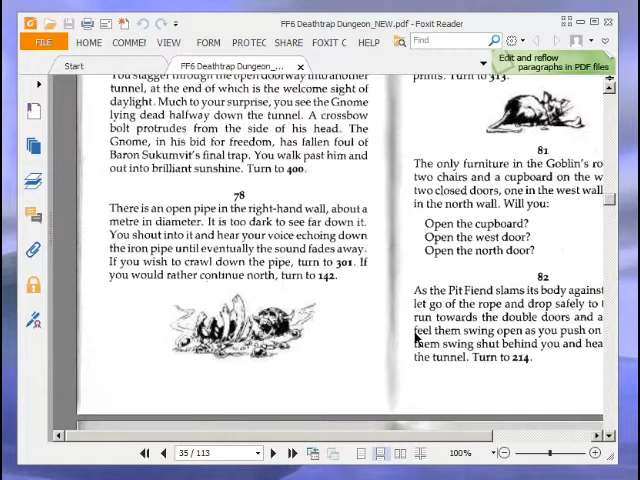 FF6 Deathtrap Dungeon_NEW.pdf - Foxit Reader
FILE HOME COMMEI VIEW FORM PROTEC SHARE FOXIT C Find
Edit and reflow
paragraphs in PDF files
Start FF6 Deathtrap Dungeon_...
You stagger through the open doorway into another
tunnel, at the end of which is the welcome sight of
daylight. Much to your surprise, you see the Gnome
lying dead halfway down the tunnel. A crossbow
bolt protrudes from the side of his head. The
Gnome, in his bid for freedom, has fallen foul of
Baron Sukumvit's final trap. You walk past him and
out into brilliant sunshine. Turn to 400.
78
There is an open pipe in the right-hand wall, about a
metre in diameter. It is too dark to see far down it.
You shout into it and hear your voice echoing down
the iron pipe until eventually the sound fades away.
If you wish to crawl down the pipe, turn to 301. If
you would rather continue north, turn to 142.
prints. Turn to 313.
81
The only furniture in the Goblin's ro
two chairs and a cupboard on the w
two closed doors, one in the west wall
in the north wall. Will you:
Open the cupboard?
Open the west door?
Open the north door?
82
As the Pit Fiend slams its body against
let go of the rope and drop safely to t
run towards the double doors and a
feel them swing open as you push on
them swing shut behind you and hea
the tunnel. Turn to 214.
35 / 113 100%